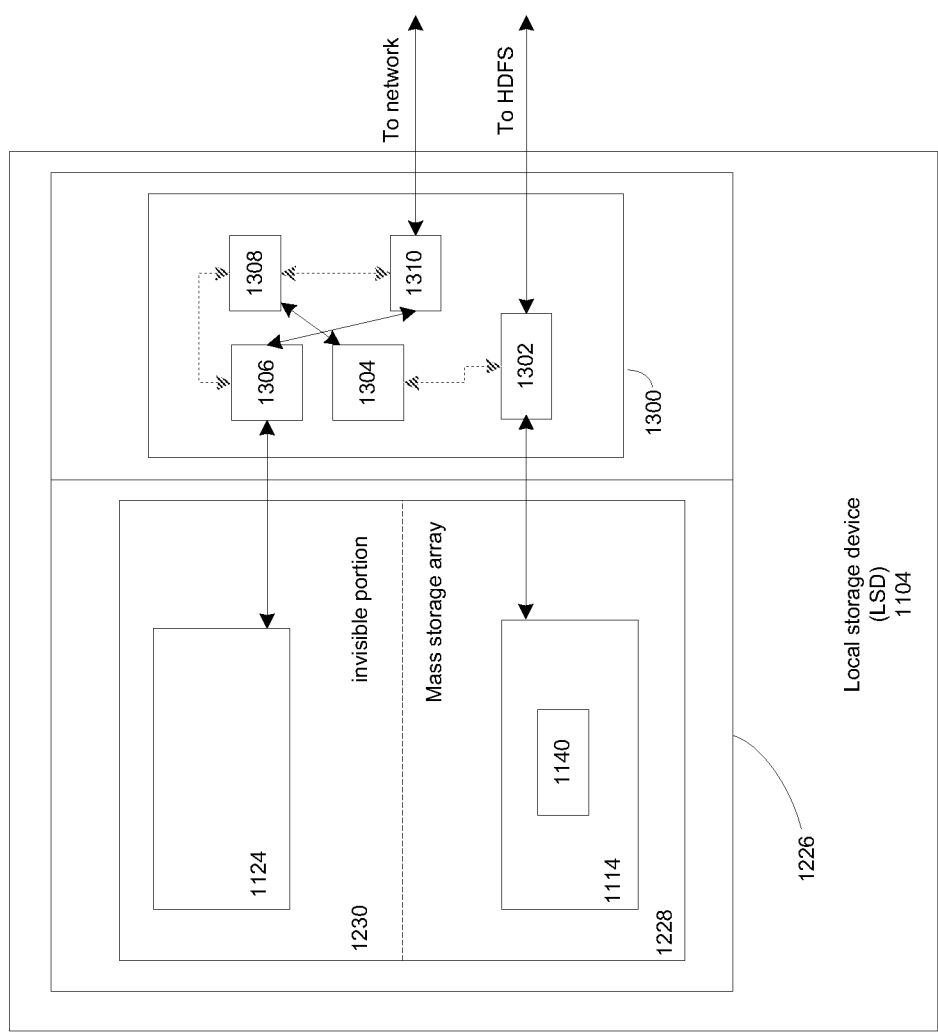 To network
To HDFS
1308
1310
1306
1304
1302
1300
invisible portion
Mass storage array
1124
1230
1140
1114
1228
1226
Local storage device
(LSD)
1104